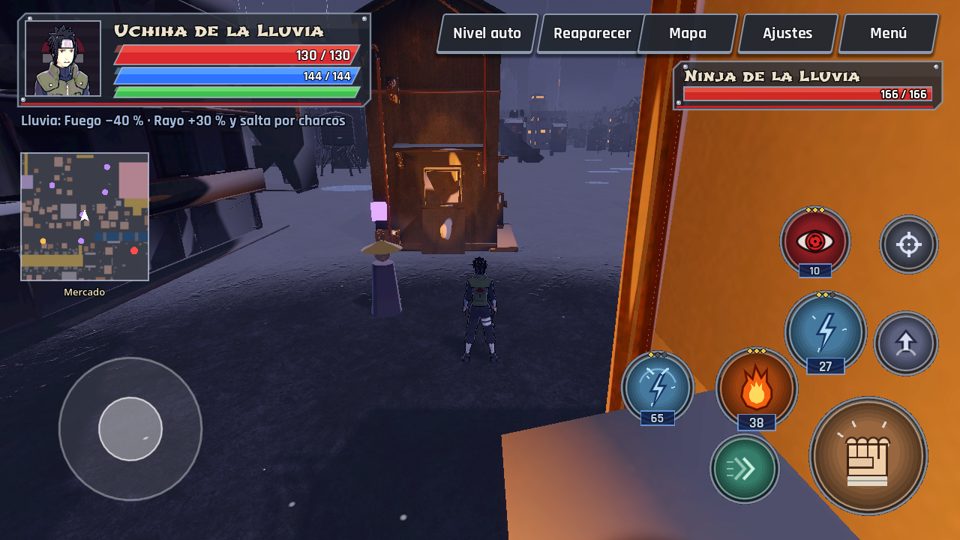 Uchiha de la Lluvia
130 / 130
144 / 144
Lluvia: Fuego −40 % · Rayo +30 % y salta por charcos
Mercado
Nivel auto
Reaparecer
Mapa
Ajustes
Menú
Ninja de la Lluvia
166 / 166
10
27
65
38